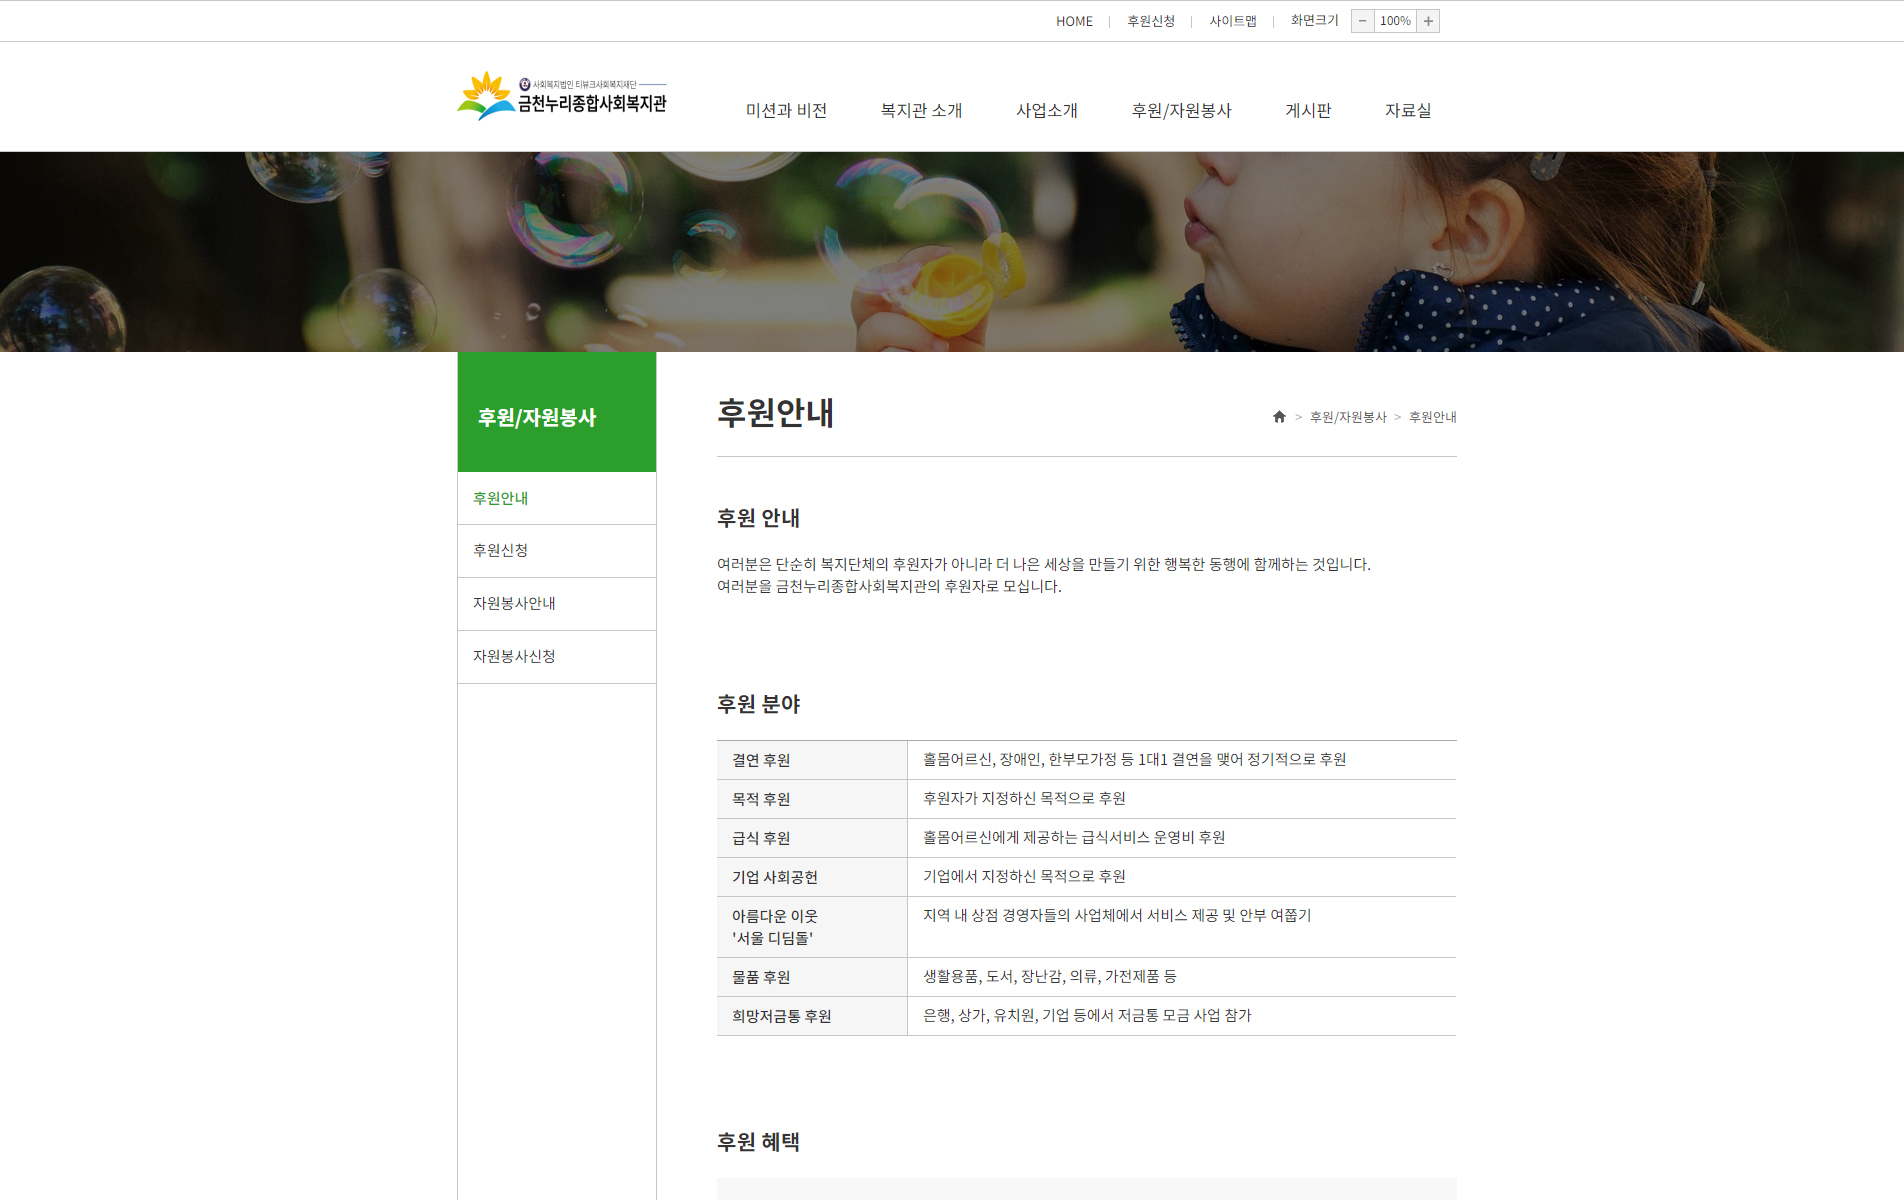 HOME
후원신청
사이트맵
화면크기
－ 100% ＋
사회복지법인 티뷰크사회복지재단
금천누리종합사회복지관
미션과 비전
복지관 소개
사업소개
후원/자원봉사
게시판
자료실
후원/자원봉사
후원안내
후원신청
자원봉사안내
자원봉사신청
후원안내
> 후원/자원봉사 > 후원안내
후원 안내
여러분은 단순히 복지단체의 후원자가 아니라 더 나은 세상을 만들기 위한 행복한 동행에 함께하는 것입니다.
여러분을 금천누리종합사회복지관의 후원자로 모십니다.
후원 분야
결연 후원 홀몸어르신, 장애인, 한부모가정 등 1대1 결연을 맺어 정기적으로 후원
목적 후원 후원자가 지정하신 목적으로 후원
급식 후원 홀몸어르신에게 제공하는 급식서비스 운영비 후원
기업 사회공헌 기업에서 지정하신 목적으로 후원
아름다운 이웃 지역 내 상점 경영자들의 사업체에서 서비스 제공 및 안부 여쭙기
'서울 디딤돌'
물품 후원 생활용품, 도서, 장난감, 의류, 가전제품 등
희망저금통 후원 은행, 상가, 유치원, 기업 등에서 저금통 모금 사업 참가
후원 혜택